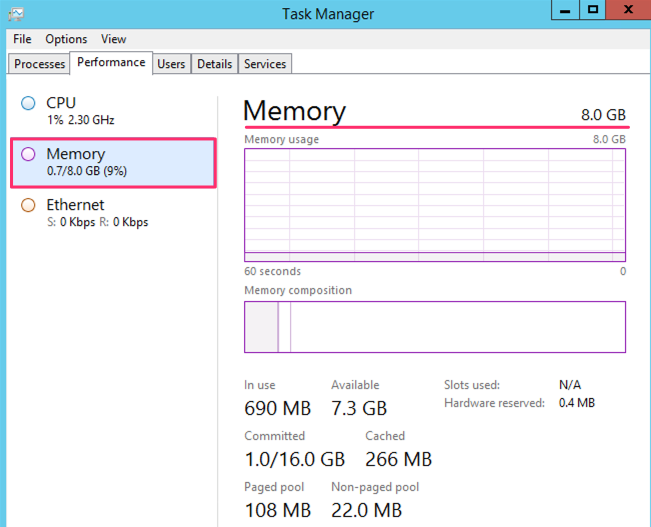 Task Manager
File Options View
Processes Performance Users Details Services
CPU
1% 2.30 GHz
Memory
0.7/8.0 GB (9%)
Ethernet
S: 0 Kbps R: 0 Kbps
Memory 8.0 GB
Memory usage 8.0 GB
60 seconds 0
Memory composition
In use Available Slots used: N/A
690 MB 7.3 GB Hardware reserved: 0.4 MB
Committed Cached
1.0/16.0 GB 266 MB
Paged pool Non-paged pool
108 MB 22.0 MB